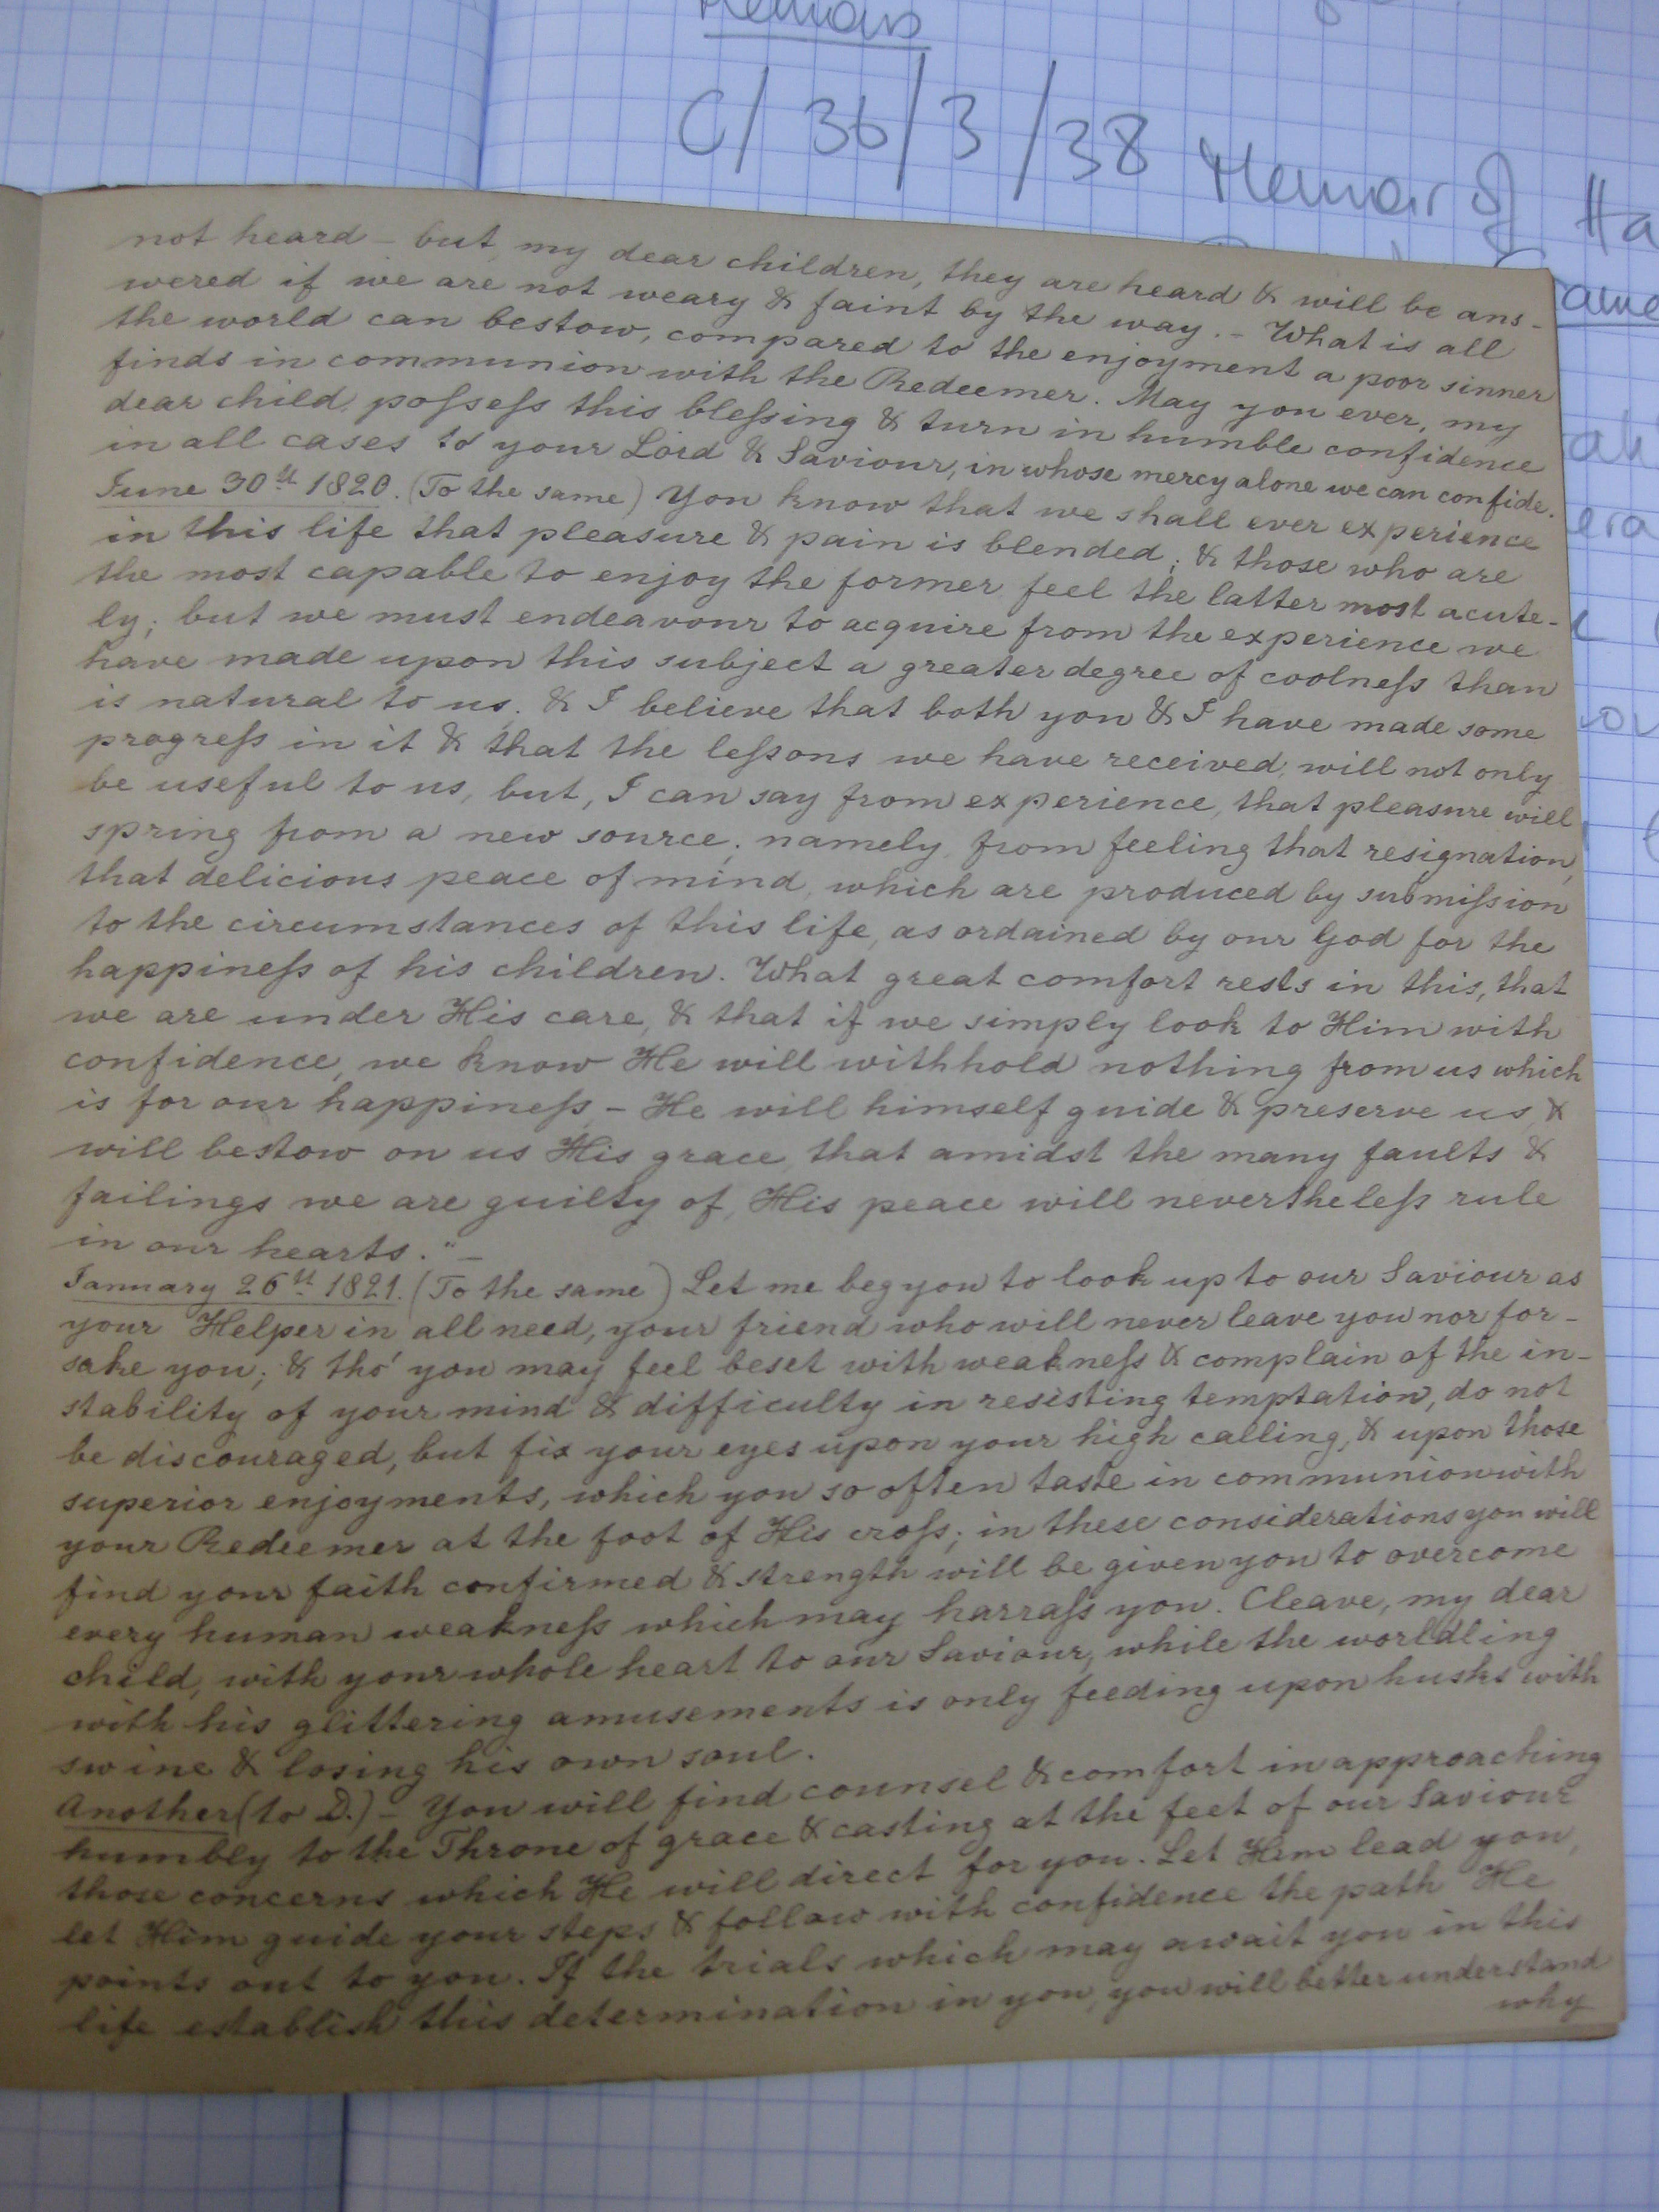 Memoirs
C/36/3/38 Memoir of Ha
not heard – but, my dear children, they are heard & will be ans-
wered if we are not weary & faint by the way. – What is all
the world can bestow, compared to the enjoyment a poor sinner
finds in communion with the Redeemer. May you ever, my
dear child, poſseſs this bleſsing & turn in humble confidence
in all cases to your Lord & Saviour, in whose mercy alone we can confide.
June 30th 1820. (To the same) You know that we shall ever experience
in this life that pleasure & pain is blended; & those who are
the most capable to enjoy the former feel the latter most acute-
ly; but we must endeavour to acquire from the experience we
have made upon this subject a greater degree of coolneſs than
is natural to us, & I believe that both you & I have made some
progreſs in it & that the leſsons we have received, will not only
be useful to us, but, I can say from experience, that pleasure will
spring from a new source; namely, from feeling that resignation,
that delicious peace of mind, which are produced by submiſsion
to the circumstances of this life, as ordained by our God for the
happineſs of his children. What great comfort rests in this, that
we are under His care, & that if we simply look to Him with
confidence, we know He will withhold nothing from us which
is for our happineſs – He will himself guide & preserve us, &
will bestow on us His grace, that amidst the many faults &
failings we are guilty of, His peace will nevertheleſs rule
in our hearts." –
January 26th 1821. (To the same) Let me beg you to look up to our Saviour as
your Helper in all need, your friend who will never leave you nor for-
sake you; & tho' you may feel beset with weakneſs & complain of the in-
stability of your mind & difficulty in resisting temptation, do not
be discouraged, but fix your eyes upon your high calling, & upon those
superior enjoyments, which you so often taste in communion with
your Redeemer at the foot of His croſs; in these considerations you will
find your faith confirmed & strength will be given you to overcome
every human weakneſs which may harraſs you. Cleave, my dear
child, with your whole heart to our Saviour, while the worldling
with his glittering amusements is only feeding upon husks with
swine & losing his own soul.
Another (to D.) – You will find counsel & comfort in approaching
humbly to the Throne of grace & casting at the feet of our Saviour
those concerns which He will direct for you. Let Him lead you,
let Him guide your steps & follow with confidence the path He
points out to you. If the trials which may await you in this
life establish this determination in you, you will better understand
why